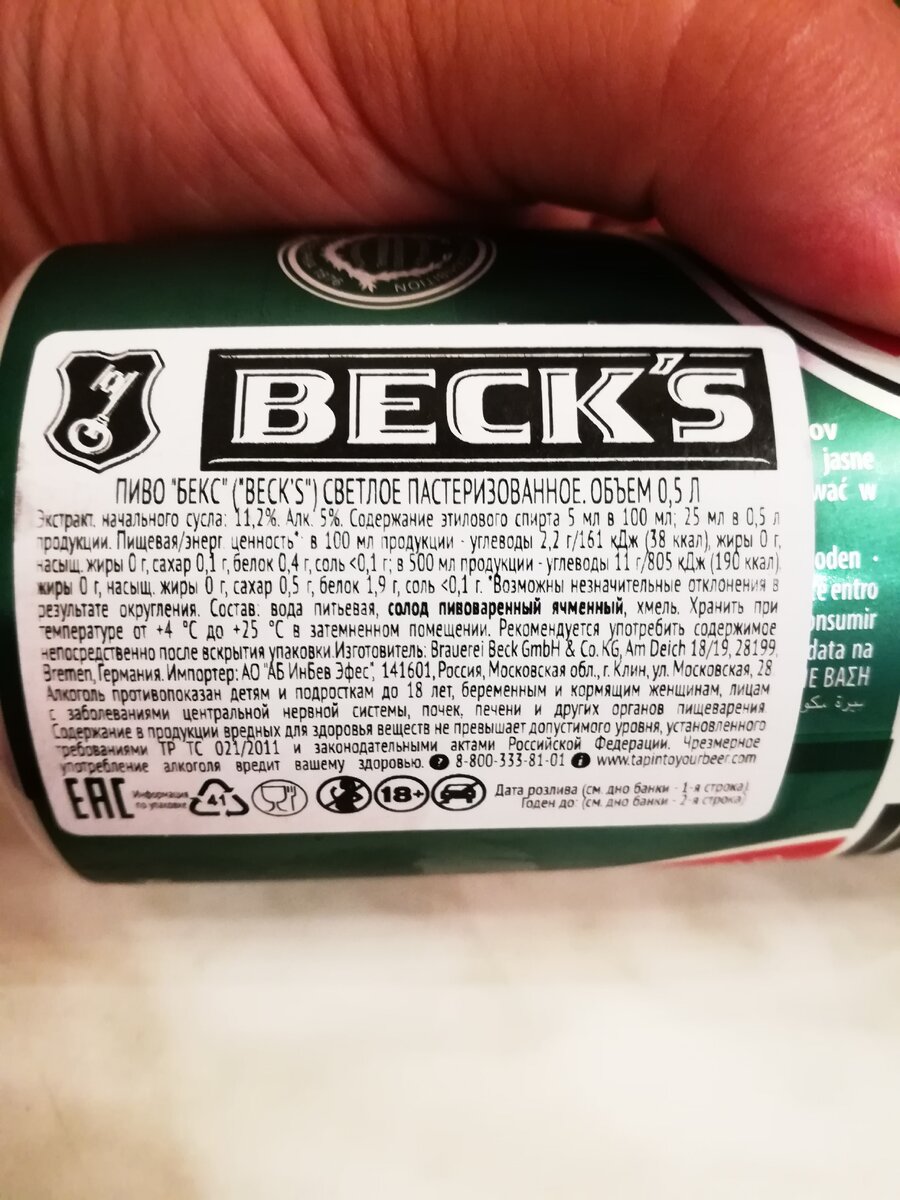 BECK'S
ПИВО "БЕКС" ("BECK'S") СВЕТЛОЕ ПАСТЕРИЗОВАННОЕ. ОБЪЕМ 0,5 Л
Экстракт. начального сусла: 11,2%. Алк. 5%. Содержание этилового спирта 5 мл в 100 мл; 25 мл в 0,5 л
продукции. Пищевая/энерг. ценность* в 100 мл продукции - углеводы 2,2 г/161 кДж (38 ккал), жиры 0 г,
насыщ. жиры 0 г, сахар 0,1 г, белок 0,4 г, соль <0,1 г; в 500 мл продукции - углеводы 11 г/805 кДж (190 ккал)
жиры 0 г, насыщ. жиры 0 г, сахар 0,5 г, белок 1,9 г, соль <0,1 г. *Возможны незначительные отклонения в
результате округления. Состав: вода питьевая, солод пивоваренный ячменный, хмель. Хранить при
температуре от +4 °С до +25 °С в затемненном помещении. Рекомендуется употребить содержимое
непосредственно после вскрытия упаковки.Изготовитель: Brauerei Beck GmbH & Co. KG, Am Deich 18/19, 28199,
Bremen, Германия. Импортер: АО "АБ ИнБев Эфес", 141601, Россия, Московская обл., г. Клин, ул. Московская, 28
Алкоголь противопоказан детям и подросткам до 18 лет, беременным и кормящим женщинам, лицам
с заболеваниями центральной нервной системы, почек, печени и других органов пищеварения.
Содержание в продукции вредных для здоровья веществ не превышает допустимого уровня, установленного
требованиями ТР ТС 021/2011 и законодательными актами Российской Федерации. Чрезмерное
употребление алкоголя вредит вашему здоровью. 8-800-333-81-01 www.tapintoyourbeer.com
EAC Информация по упаковке 41 18+ Дата розлива (см. дно банки - 1-я строка)
Годен до: (см. дно банки - 2-я строка)
jasne
wać w
entro
data na
ΒΑΣΗ
بيرة